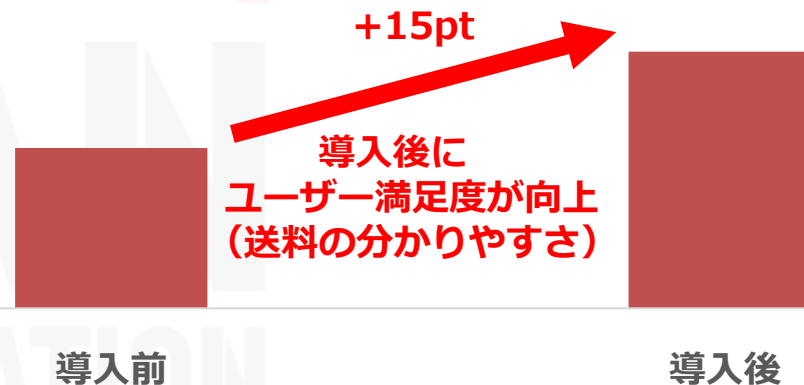 +15pt
導入後に
ユーザー満足度が向上
（送料の分かりやすさ）
導入前
導入後